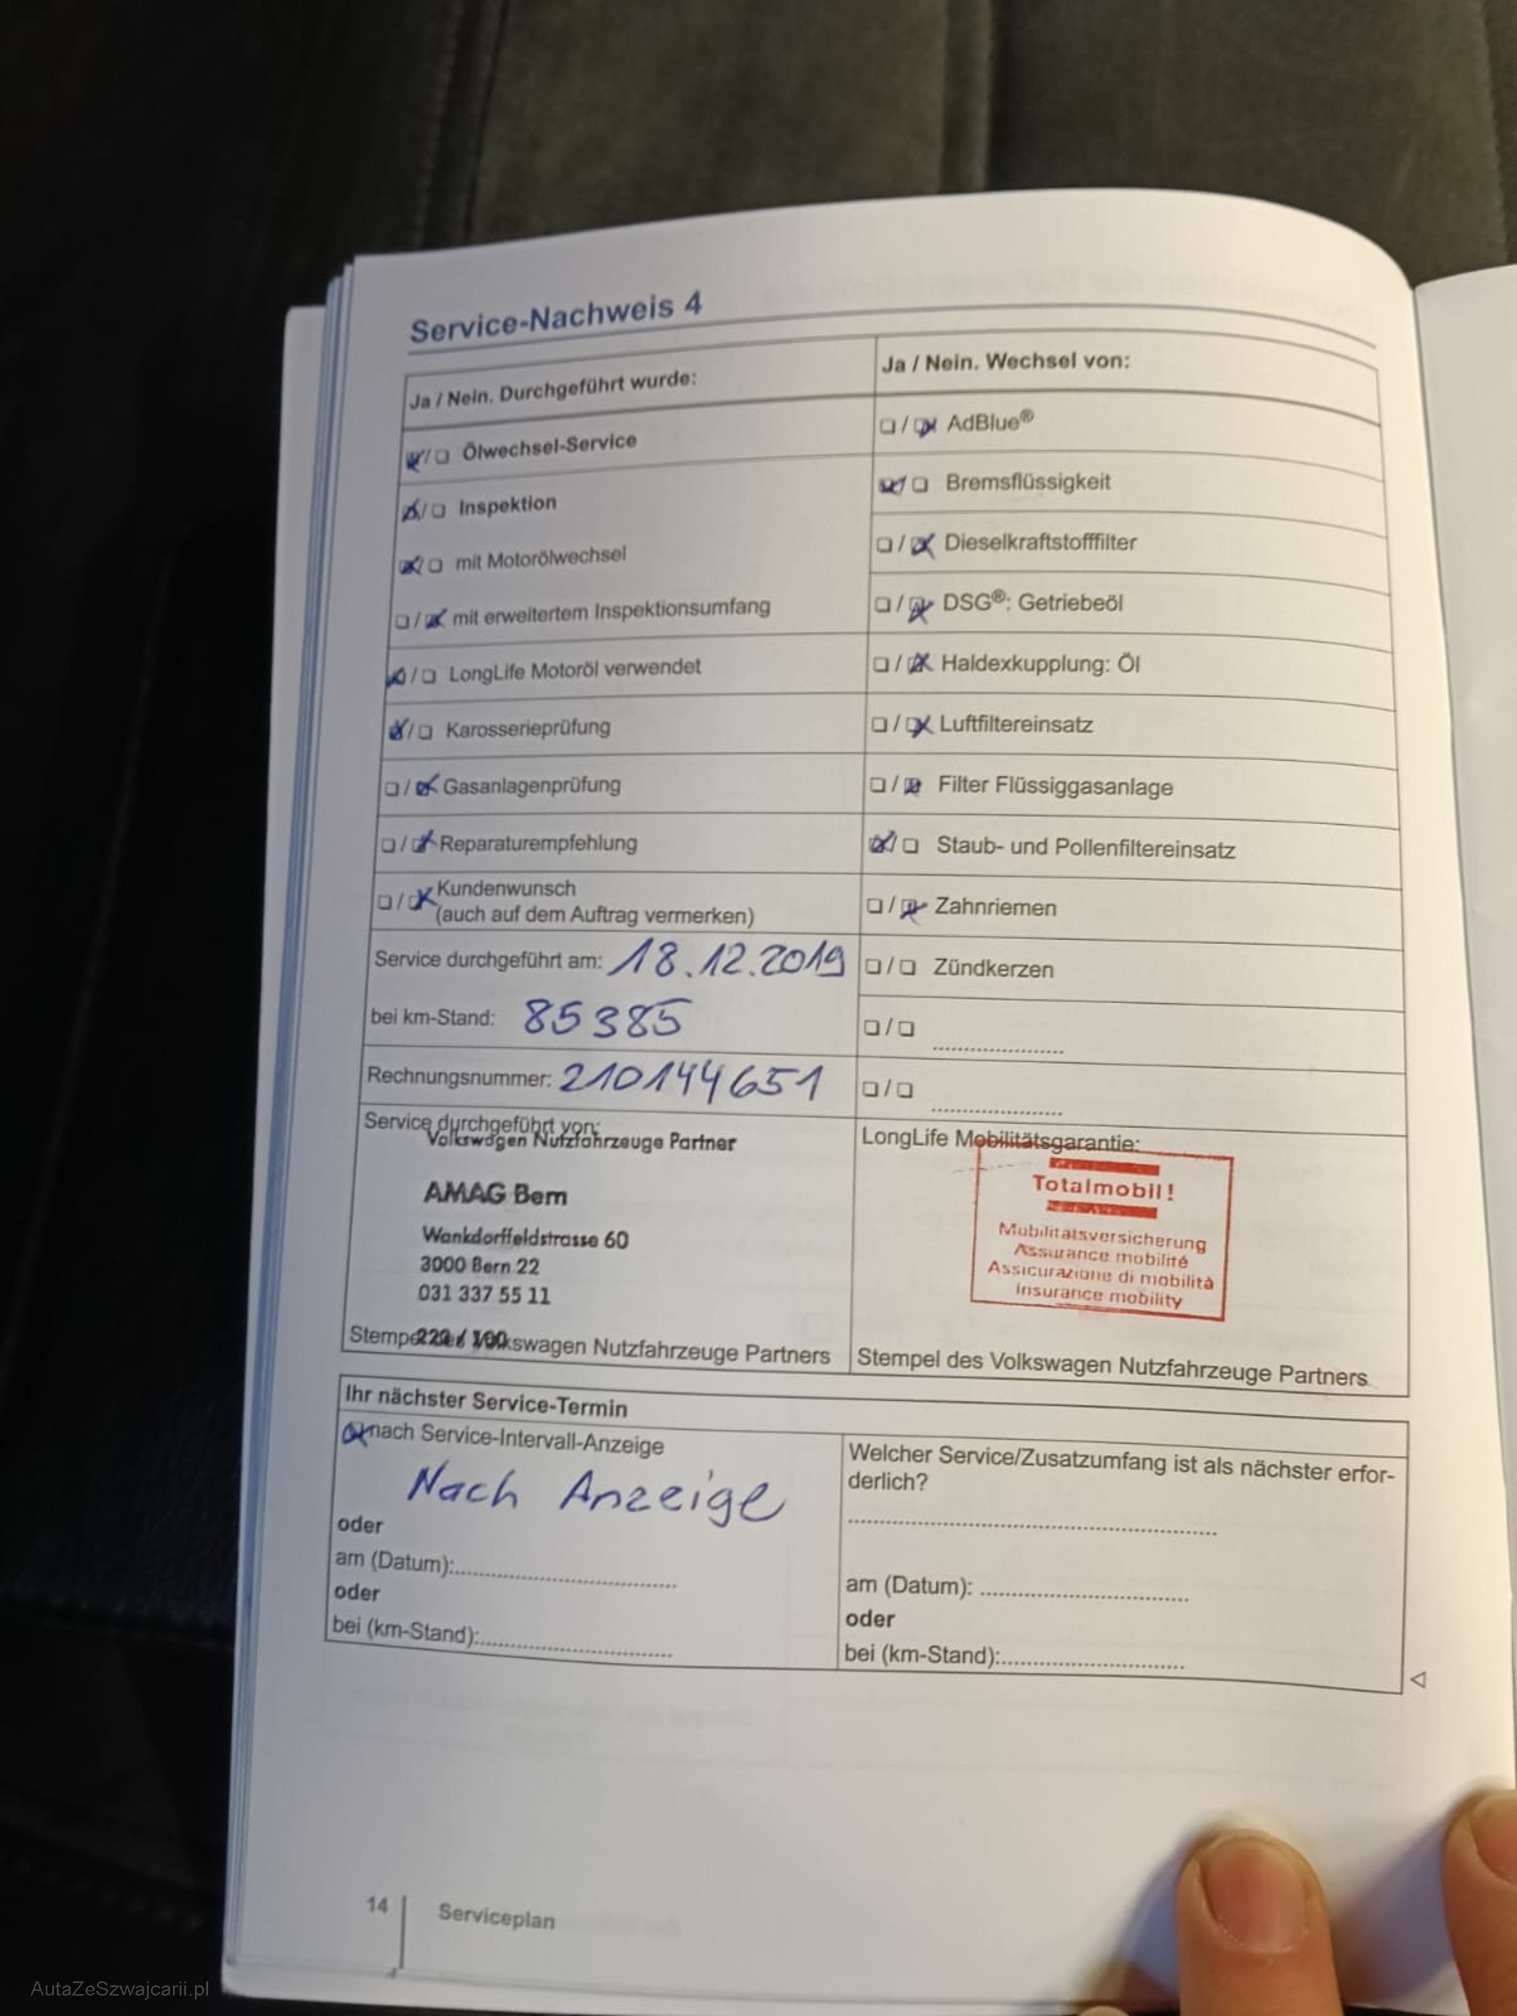 Service-Nachweis 4
Ja / Nein. Durchgeführt wurde:
Ölwechsel-Service
Inspektion
mit Motorölwechsel
mit erweitertem Inspektionsumfang
LongLife Motoröl verwendet
Karosserieprüfung
Gasanlagenprüfung
Reparaturempfehlung
Kundenwunsch
(auch auf dem Auftrag vermerken)
Service durchgeführt am: 18.12.2019
bei km-Stand: 85385
Rechnungsnummer: 210144651
Service durchgeführt von:
Volkswagen Nutzfahrzeuge Partner
AMAG Bern
Wankdorffeldstrasse 60
3000 Bern 22
031 337 55 11
Stempel des Volkswagen Nutzfahrzeuge Partners
Ja / Nein. Wechsel von:
AdBlue®
Bremsflüssigkeit
Dieselkraftstofffilter
DSG®: Getriebeöl
Haldexkupplung: Öl
Luftfiltereinsatz
Filter Flüssiggasanlage
Staub- und Pollenfiltereinsatz
Zahnriemen
Zündkerzen
LongLife Mobilitätsgarantie:
Totalmobil!
Mobilitätsversicherung
Assurance mobilité
Assicurazione di mobilità
Insurance mobility
Stempel des Volkswagen Nutzfahrzeuge Partners
Ihr nächster Service-Termin
nach Service-Intervall-Anzeige
Nach Anzeige
oder
am (Datum):
oder
bei (km-Stand):
Welcher Service/Zusatzumfang ist als nächster erfor-
derlich?
am (Datum):
oder
bei (km-Stand):
14
Serviceplan
AutaZeSzwajcarii.pl